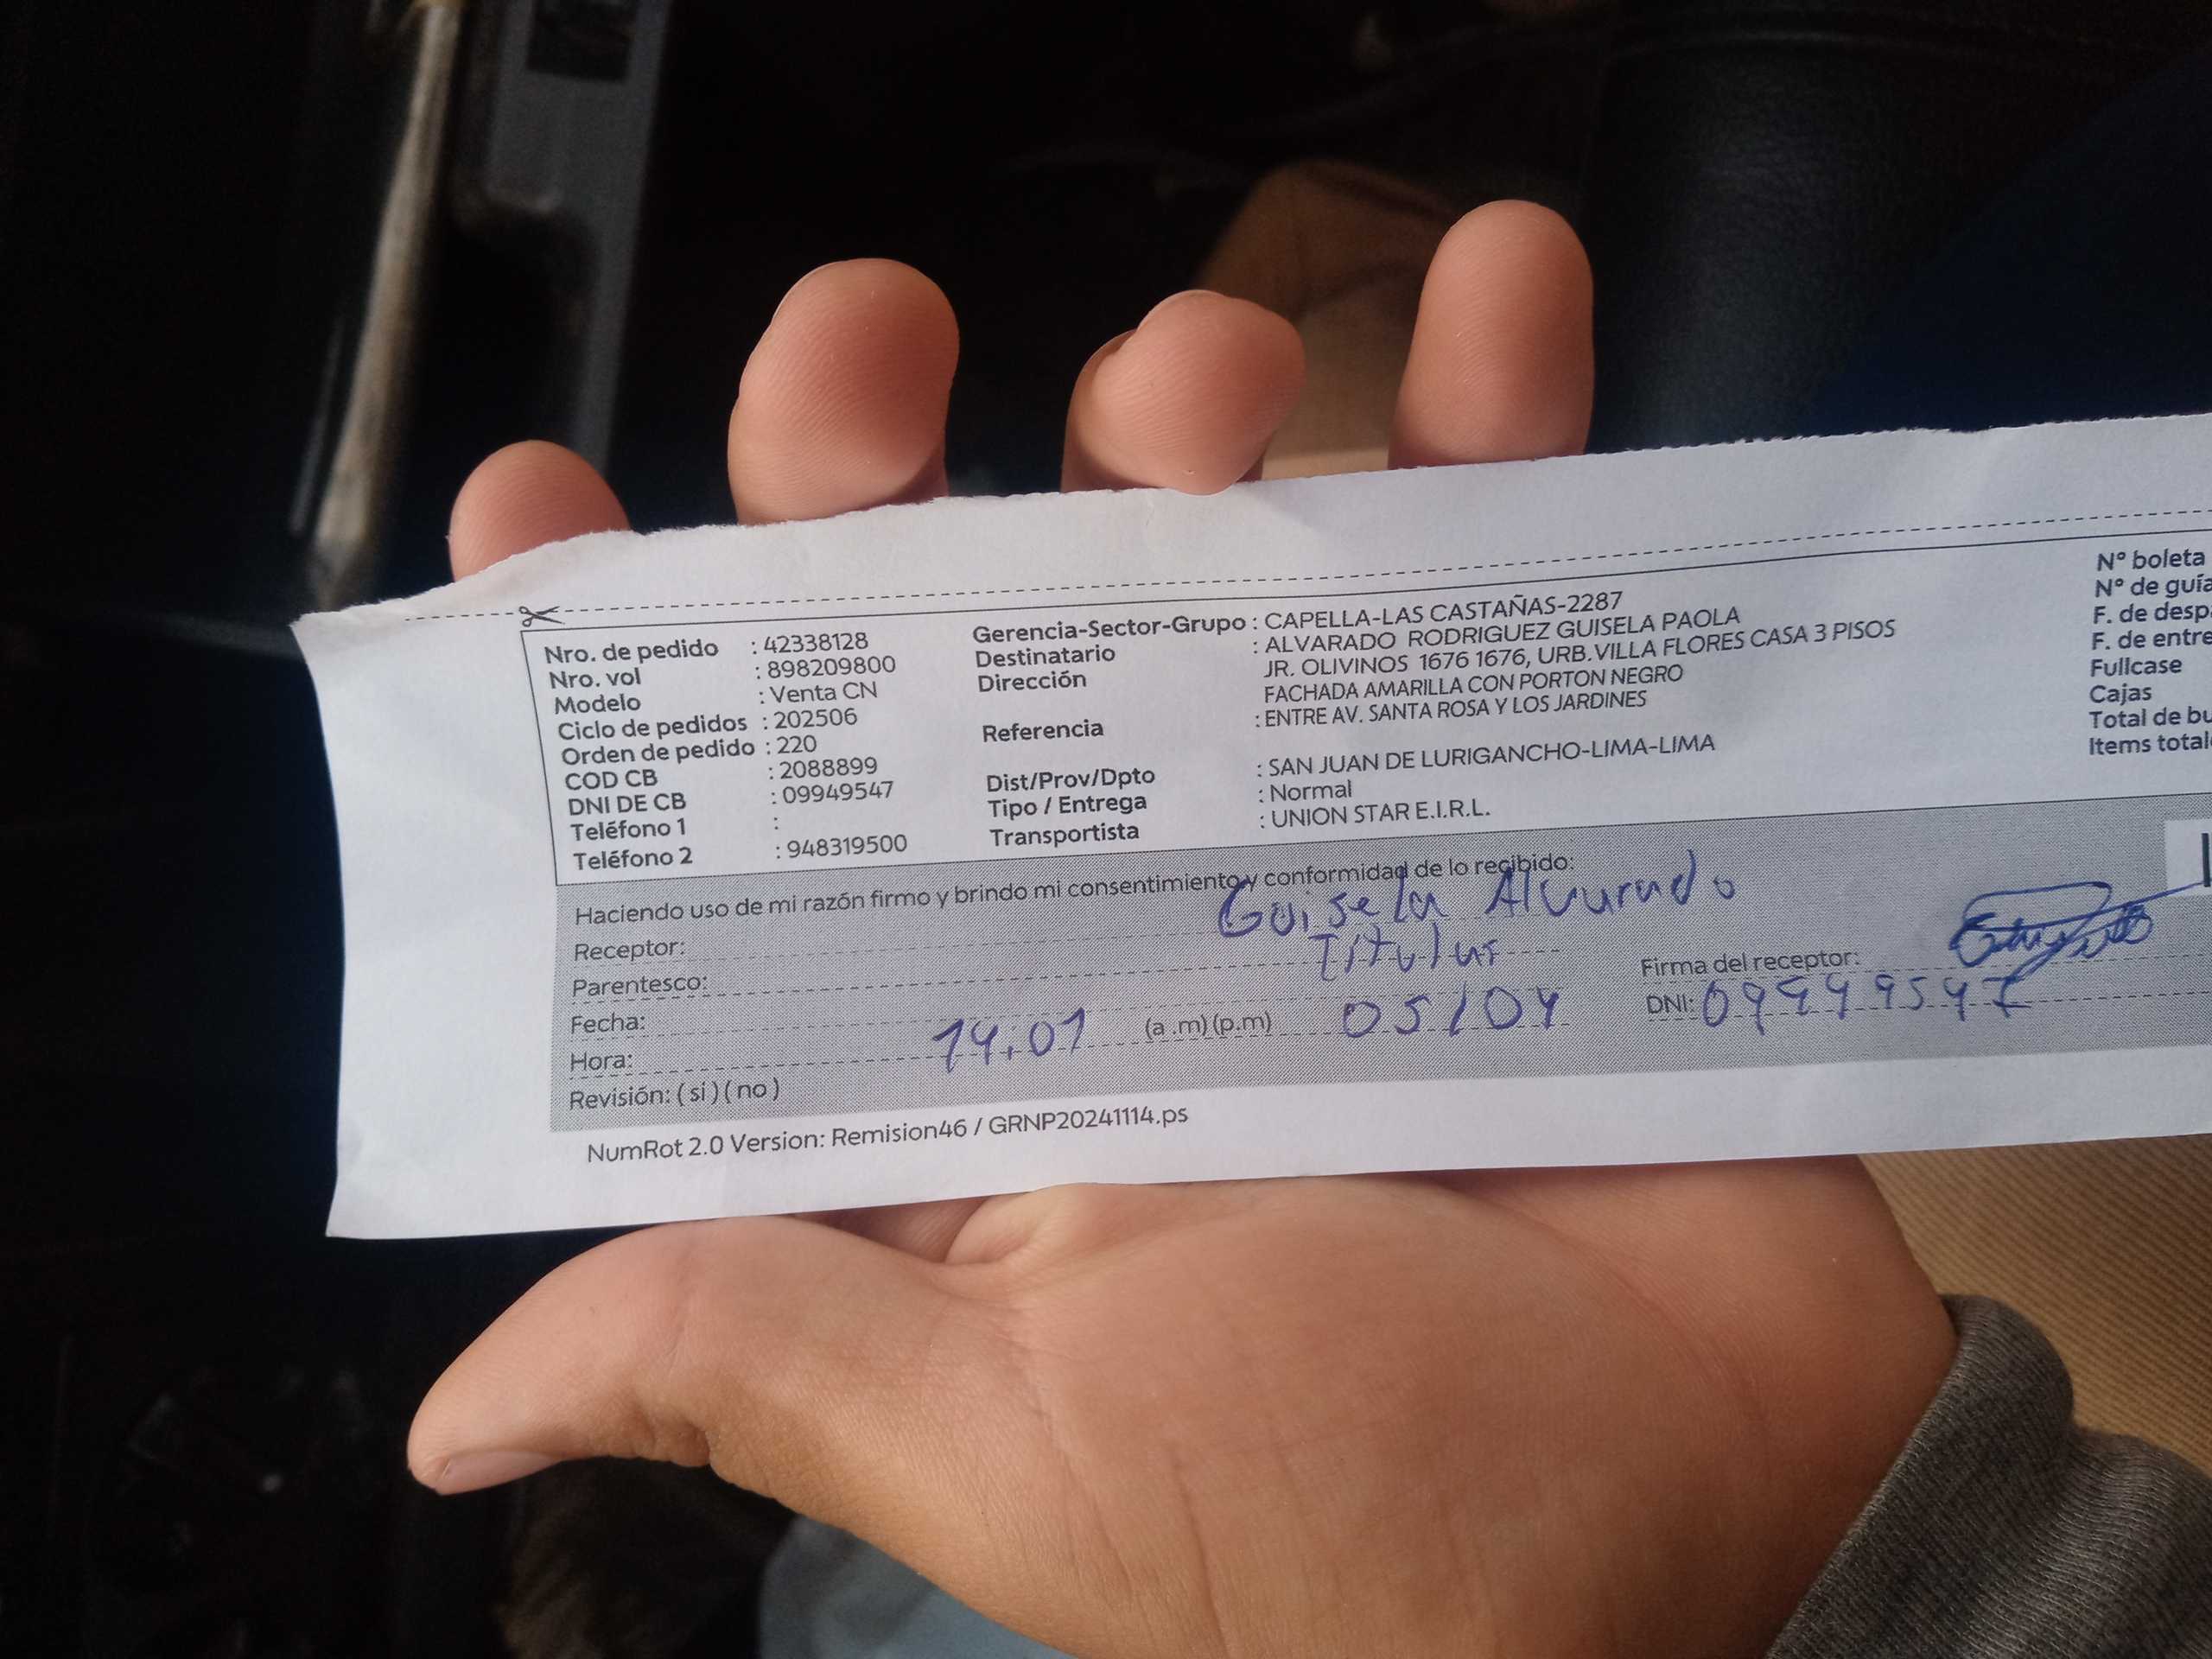 Nro. de pedido : 42338128
Nro. vol : 898209800
Modelo : Venta CN
Ciclo de pedidos : 202506
Orden de pedido : 220
COD CB : 2088899
DNI DE CB : 09949547
Teléfono 1 :
Teléfono 2 : 948319500
Gerencia-Sector-Grupo : CAPELLA-LAS CASTAÑAS-2287
Destinatario : ALVARADO RODRIGUEZ GUISELA PAOLA
Dirección JR. OLIVINOS 1676 1676, URB.VILLA FLORES CASA 3 PISOS
FACHADA AMARILLA CON PORTON NEGRO
Referencia : ENTRE AV. SANTA ROSA Y LOS JARDINES
Dist/Prov/Dpto : SAN JUAN DE LURIGANCHO-LIMA-LIMA
Tipo / Entrega : Normal
Transportista : UNION STAR E.I.R.L.
Nº boleta
Nº de guía
F. de desp
F. de entre
Fullcase
Cajas
Total de bu
Items total
Haciendo uso de mi razón firmo y brindo mi consentimiento y conformidad de lo recibido:
Receptor: Guisela Alvarado
Parentesco: Titular
Fecha:
Hora: 14:01 (a .m) (p.m) 05/04
Firma del receptor:
DNI: 09949547
Revisión: ( si ) ( no )
NumRot 2.0 Version: Remision46 / GRNP20241114.ps